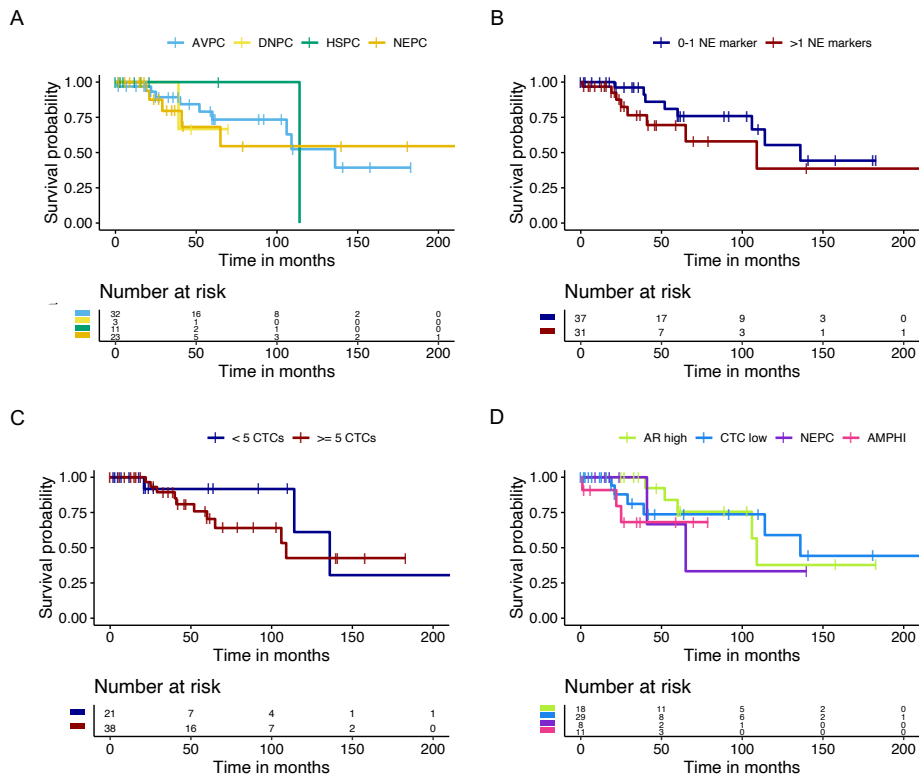 A
AVPC DNPC HSPC NEPC
Survival probability
1.00
0.75
0.50
0.25
0.00
0 50 100 150 200
Time in months
Number at risk
32 16 8 2 0
3 1 0 0 0
11 2 1 0 0
23 5 3 2 1
0 50 100 150 200
Time in months
B
0-1 NE marker >1 NE markers
Survival probability
1.00
0.75
0.50
0.25
0.00
0 50 100 150 200
Time in months
Number at risk
37 17 9 3 0
31 7 3 1 1
0 50 100 150 200
Time in months
C
< 5 CTCs >= 5 CTCs
Survival probability
1.00
0.75
0.50
0.25
0.00
0 50 100 150 200
Time in months
Number at risk
21 7 4 1 1
38 16 7 2 0
0 50 100 150 200
Time in months
D
AR high CTC low NEPC AMPHI
Survival probability
1.00
0.75
0.50
0.25
0.00
0 50 100 150 200
Time in months
Number at risk
18 11 5 2 0
29 8 6 2 1
8 2 1 0 0
11 3 0 0 0
0 50 100 150 200
Time in months